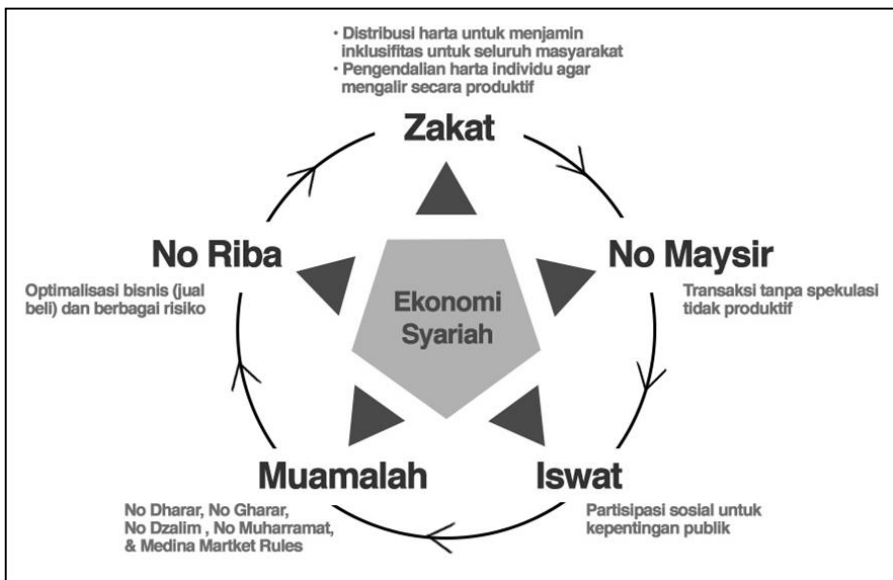 • Distribusi harta untuk menjamin
inklusifitas untuk seluruh masyarakat
• Pengendalian harta individu agar
mengalir secara produktif
Zakat
No Riba
Optimalisasi bisnis (jual
beli) dan berbagai risiko
No Maysir
Transaksi tanpa spekulasi
tidak produktif
Ekonomi
Syariah
Muamalah
No Dharar, No Gharar,
No Dzalim , No Muharramat,
& Medina Martket Rules
Iswat
Partisipasi sosial untuk
kepentingan publik